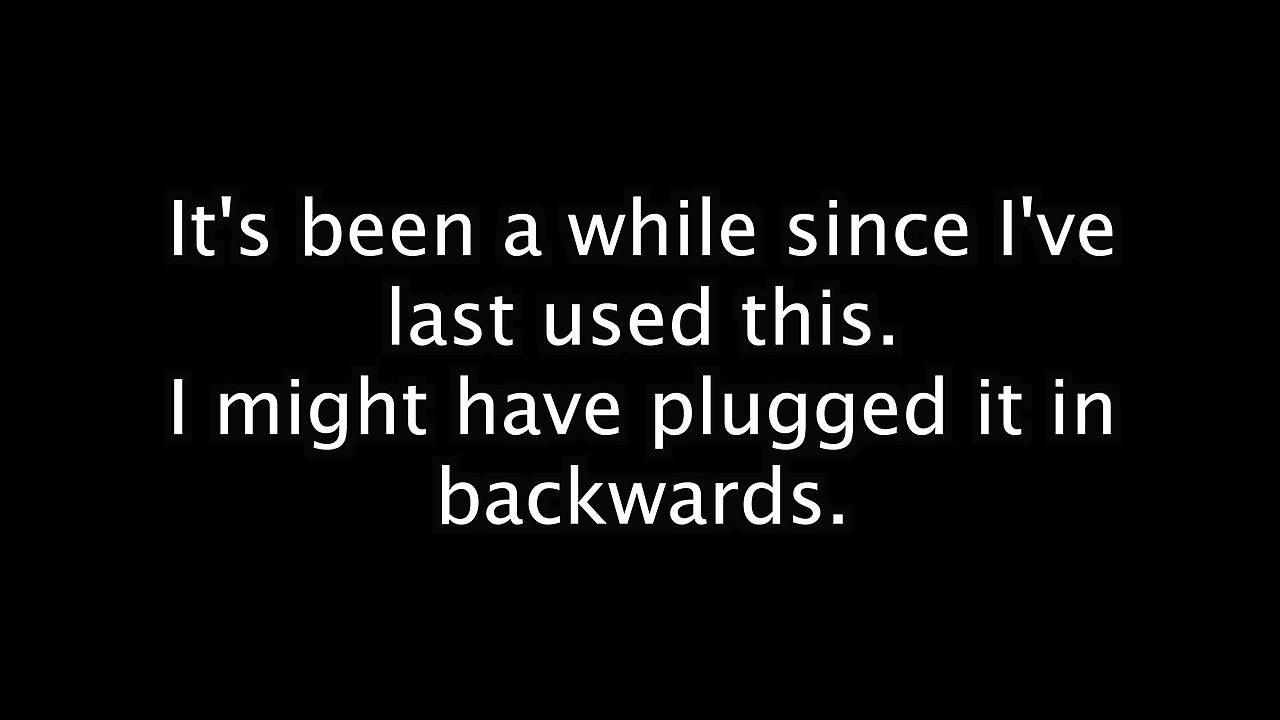 It's been a while since I've
last used this.
I might have plugged it in
backwards.